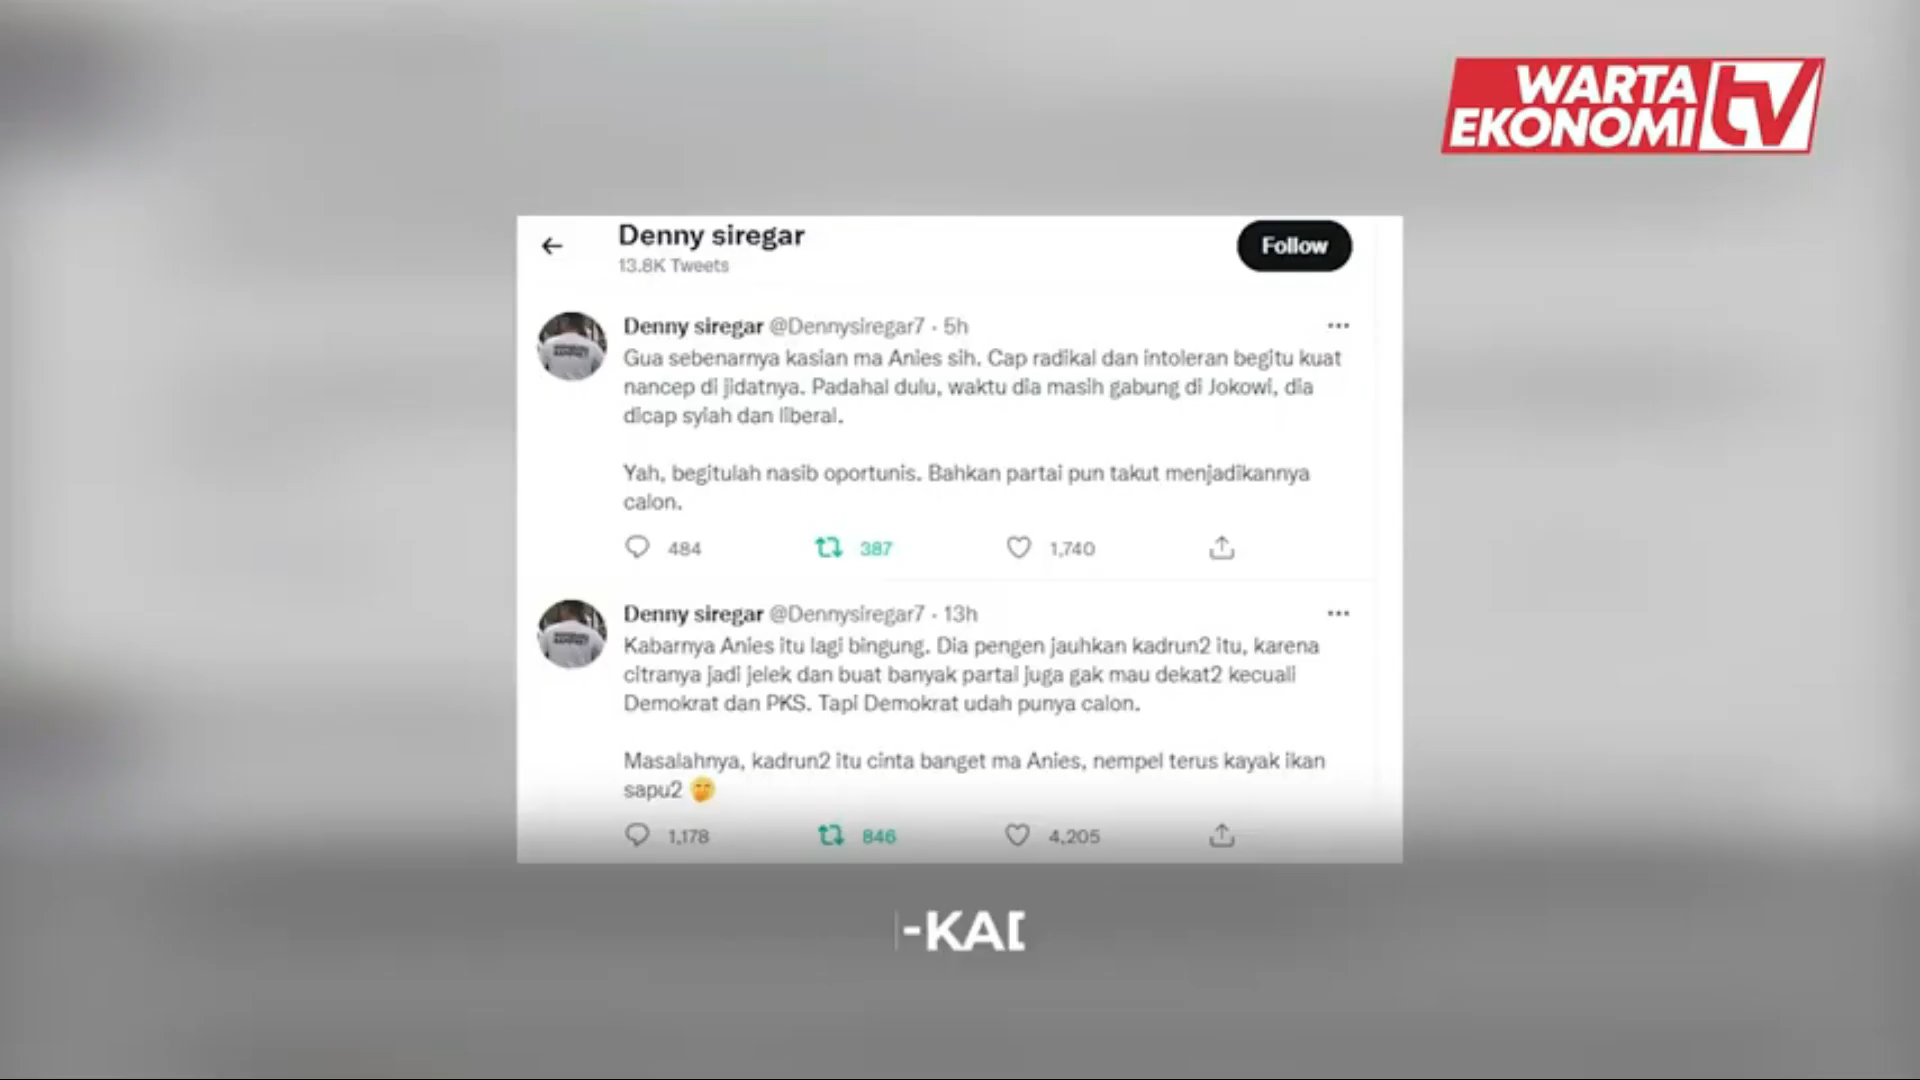 WARTA
EKONOMI tv
Denny siregar
13.8K Tweets
Follow
Denny siregar @Dennysiregar7 · 5h
Gua sebenarnya kasian ma Anies sih. Cap radikal dan intoleran begitu kuat
nancep di jidatnya. Padahal dulu, waktu dia masih gabung di Jokowi, dia
dicap syiah dan liberal.
Yah, begitulah nasib oportunis. Bahkan partai pun takut menjadikannya
calon.
484 387 1,740
Denny siregar @Dennysiregar7 · 13h
Kabarnya Anies itu lagi bingung. Dia pengen jauhkan kadrun2 itu, karena
citranya jadi jelek dan buat banyak partai juga gak mau dekat2 kecuali
Demokrat dan PKS. Tapi Demokrat udah punya calon.
Masalahnya, kadrun2 itu cinta banget ma Anies, nempel terus kayak ikan
sapu2 🤭
1,178 846 4,205
-KAD